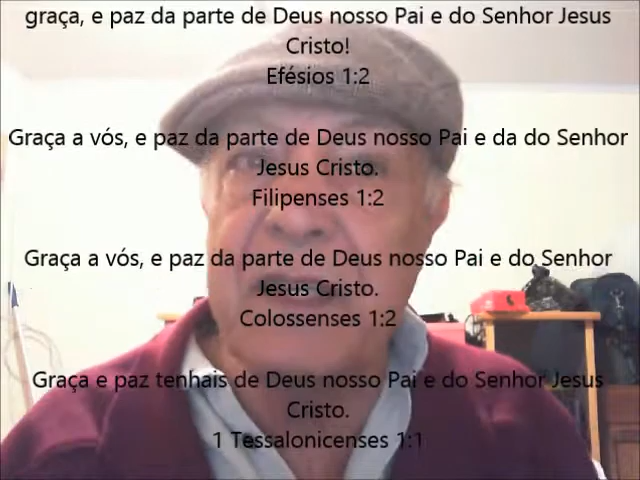 graça, e paz da parte de Deus nosso Pai e do Senhor Jesus
Cristo!
Efésios 1:2
Graça a vós, e paz da parte de Deus nosso Pai e da do Senhor
Jesus Cristo.
Filipenses 1:2
Graça a vós, e paz da parte de Deus nosso Pai e do Senhor
Jesus Cristo.
Colossenses 1:2
Graça e paz tenhais de Deus nosso Pai e do Senhor Jesus
Cristo.
1 Tessalonicenses 1:1